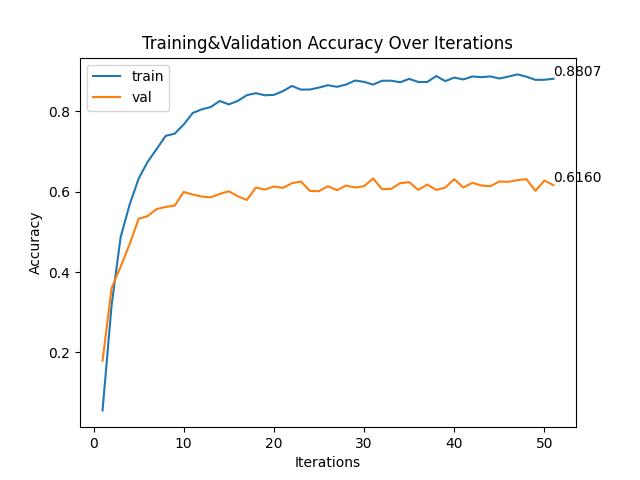 Training&Validation Accuracy Over Iterations
train
val
0.8807
0.6160
0.8
0.6
0.4
0.2
Accuracy
0 10 20 30 40 50
Iterations